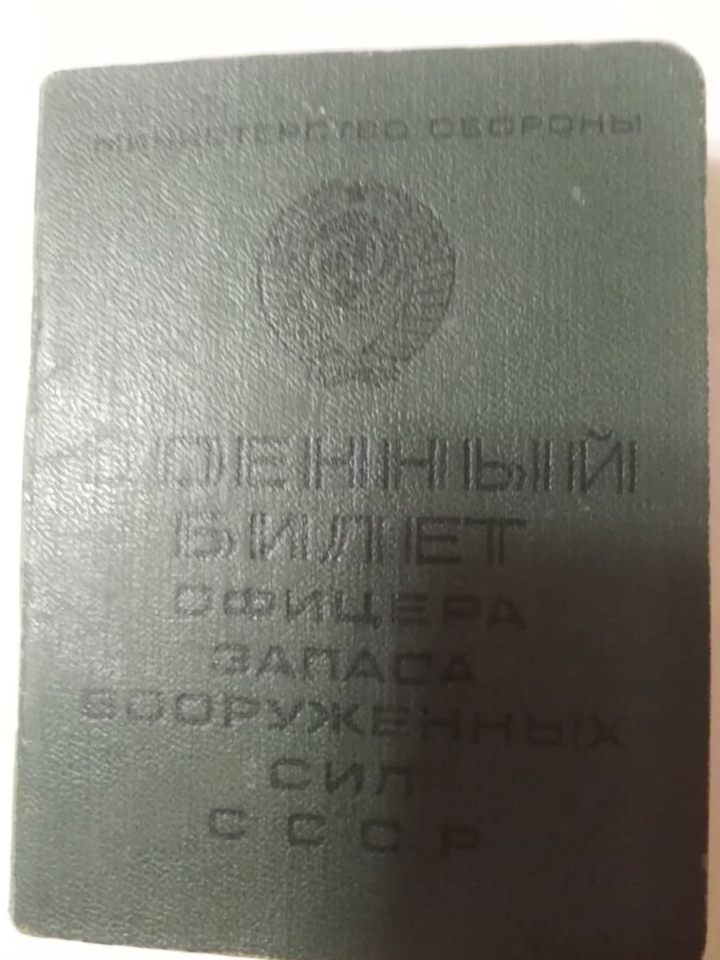 МИНИСТЕРСТВО ОБОРОНЫ
ВОЕННЫЙ
БИЛЕТ
ОФИЦЕРА
ЗАПАСА
ВООРУЖЕННЫХ
СИЛ
СССР